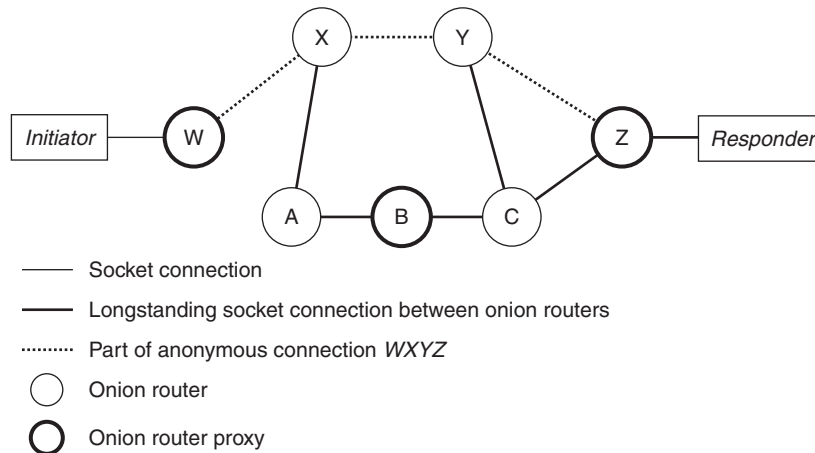 X
Y
Initiator
W
Z
Responder
A
B
C
Socket connection
Longstanding socket connection between onion routers
Part of anonymous connection WXYZ
Onion router
Onion router proxy